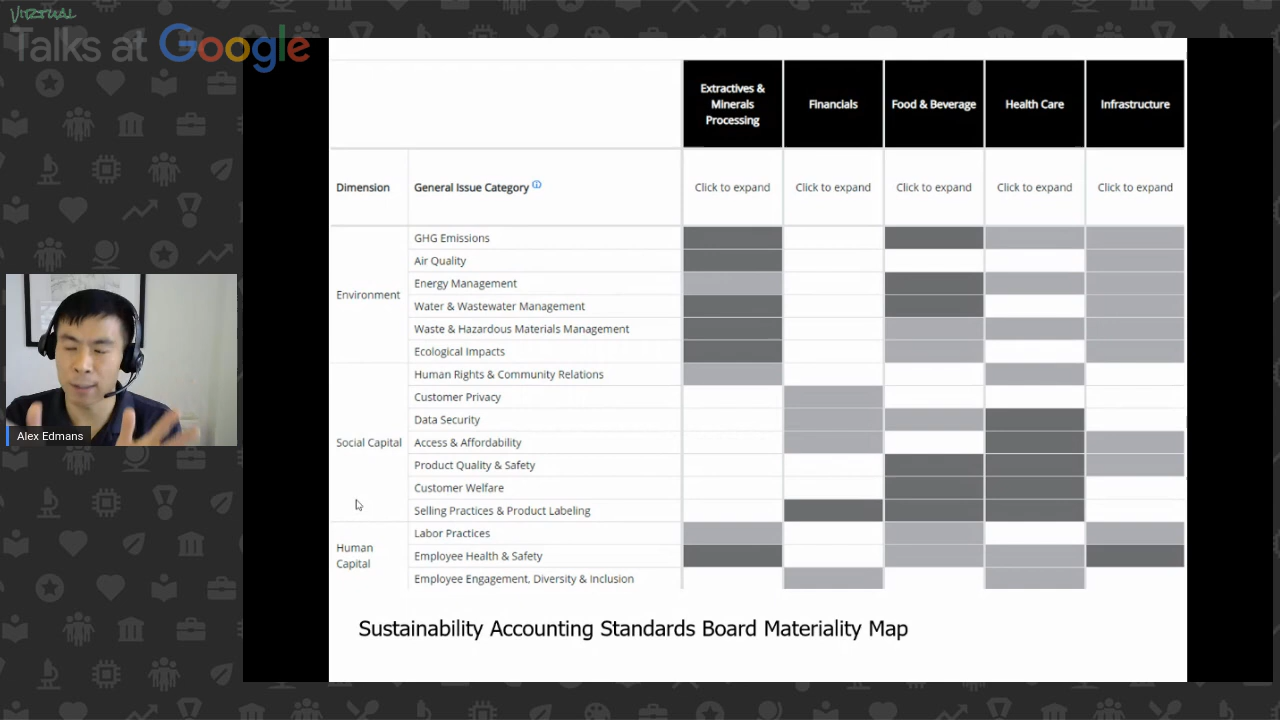 VIRTUAL
Talks at Google
Extractives &
Minerals
Processing
Financials
Food & Beverage
Health Care
Infrastructure
Dimension
General Issue Category
Click to expand
Click to expand
Click to expand
Click to expand
Click to expand
Environment
GHG Emissions
Air Quality
Energy Management
Water & Wastewater Management
Waste & Hazardous Materials Management
Ecological Impacts
Social Capital
Human Rights & Community Relations
Customer Privacy
Data Security
Access & Affordability
Product Quality & Safety
Customer Welfare
Selling Practices & Product Labeling
Human
Capital
Labor Practices
Employee Health & Safety
Employee Engagement, Diversity & Inclusion
Alex Edmans
Sustainability Accounting Standards Board Materiality Map